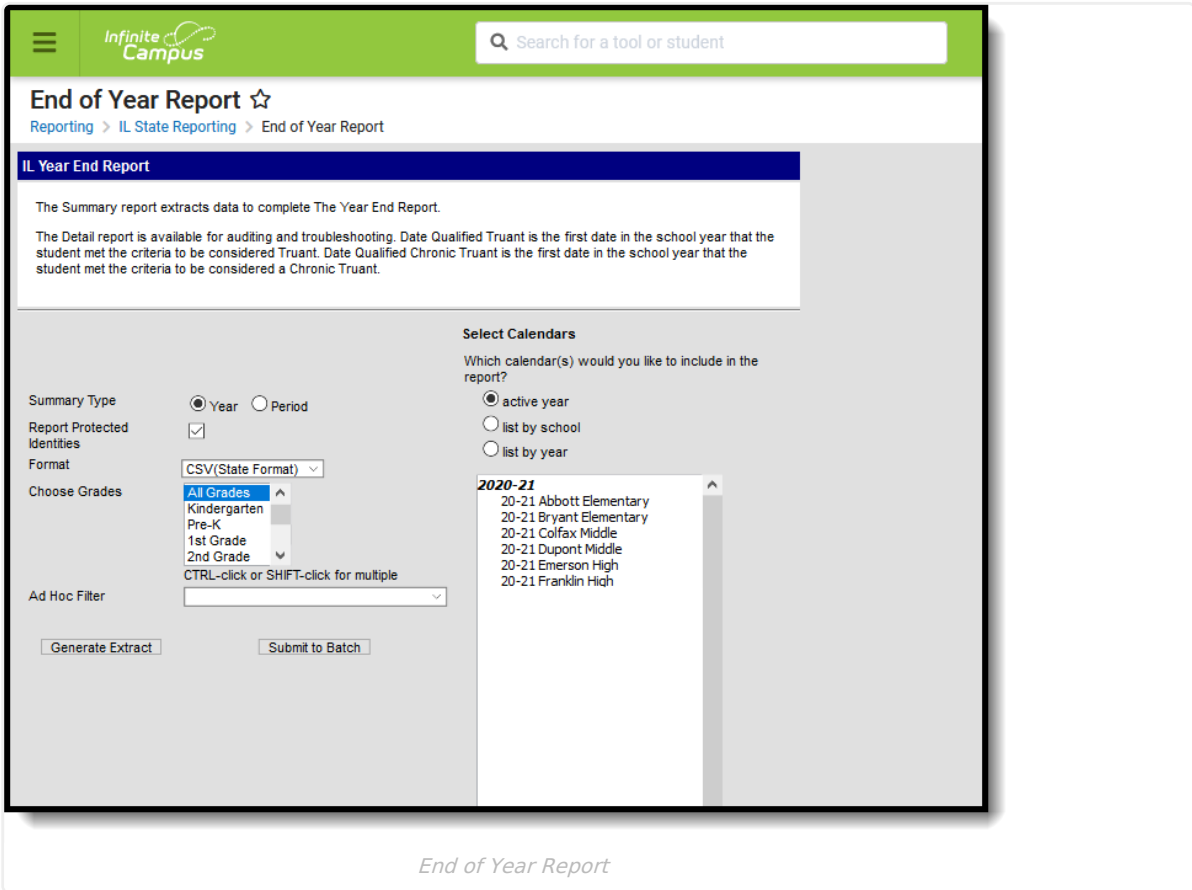 Infinite
Campus
Search for a tool or student
End of Year Report
Reporting > IL State Reporting > End of Year Report
IL Year End Report
The Summary report extracts data to complete The Year End Report.
The Detail report is available for auditing and troubleshooting. Date Qualified Truant is the first date in the school year that the
student met the criteria to be considered Truant. Date Qualified Chronic Truant is the first date in the school year that the
student met the criteria to be considered a Chronic Truant.
Select Calendars
Which calendar(s) would you like to include in the
report?
Summary Type
Year
Period
active year
Report Protected
Identities
list by school
list by year
Format
CSV(State Format)
Choose Grades
All Grades
Kindergarten
Pre-K
1st Grade
2nd Grade
CTRL-click or SHIFT-click for multiple
Ad Hoc Filter
Generate Extract
Submit to Batch
2020-21
20-21 Abbott Elementary
20-21 Bryant Elementary
20-21 Colfax Middle
20-21 Dupont Middle
20-21 Emerson High
20-21 Franklin High
End of Year Report